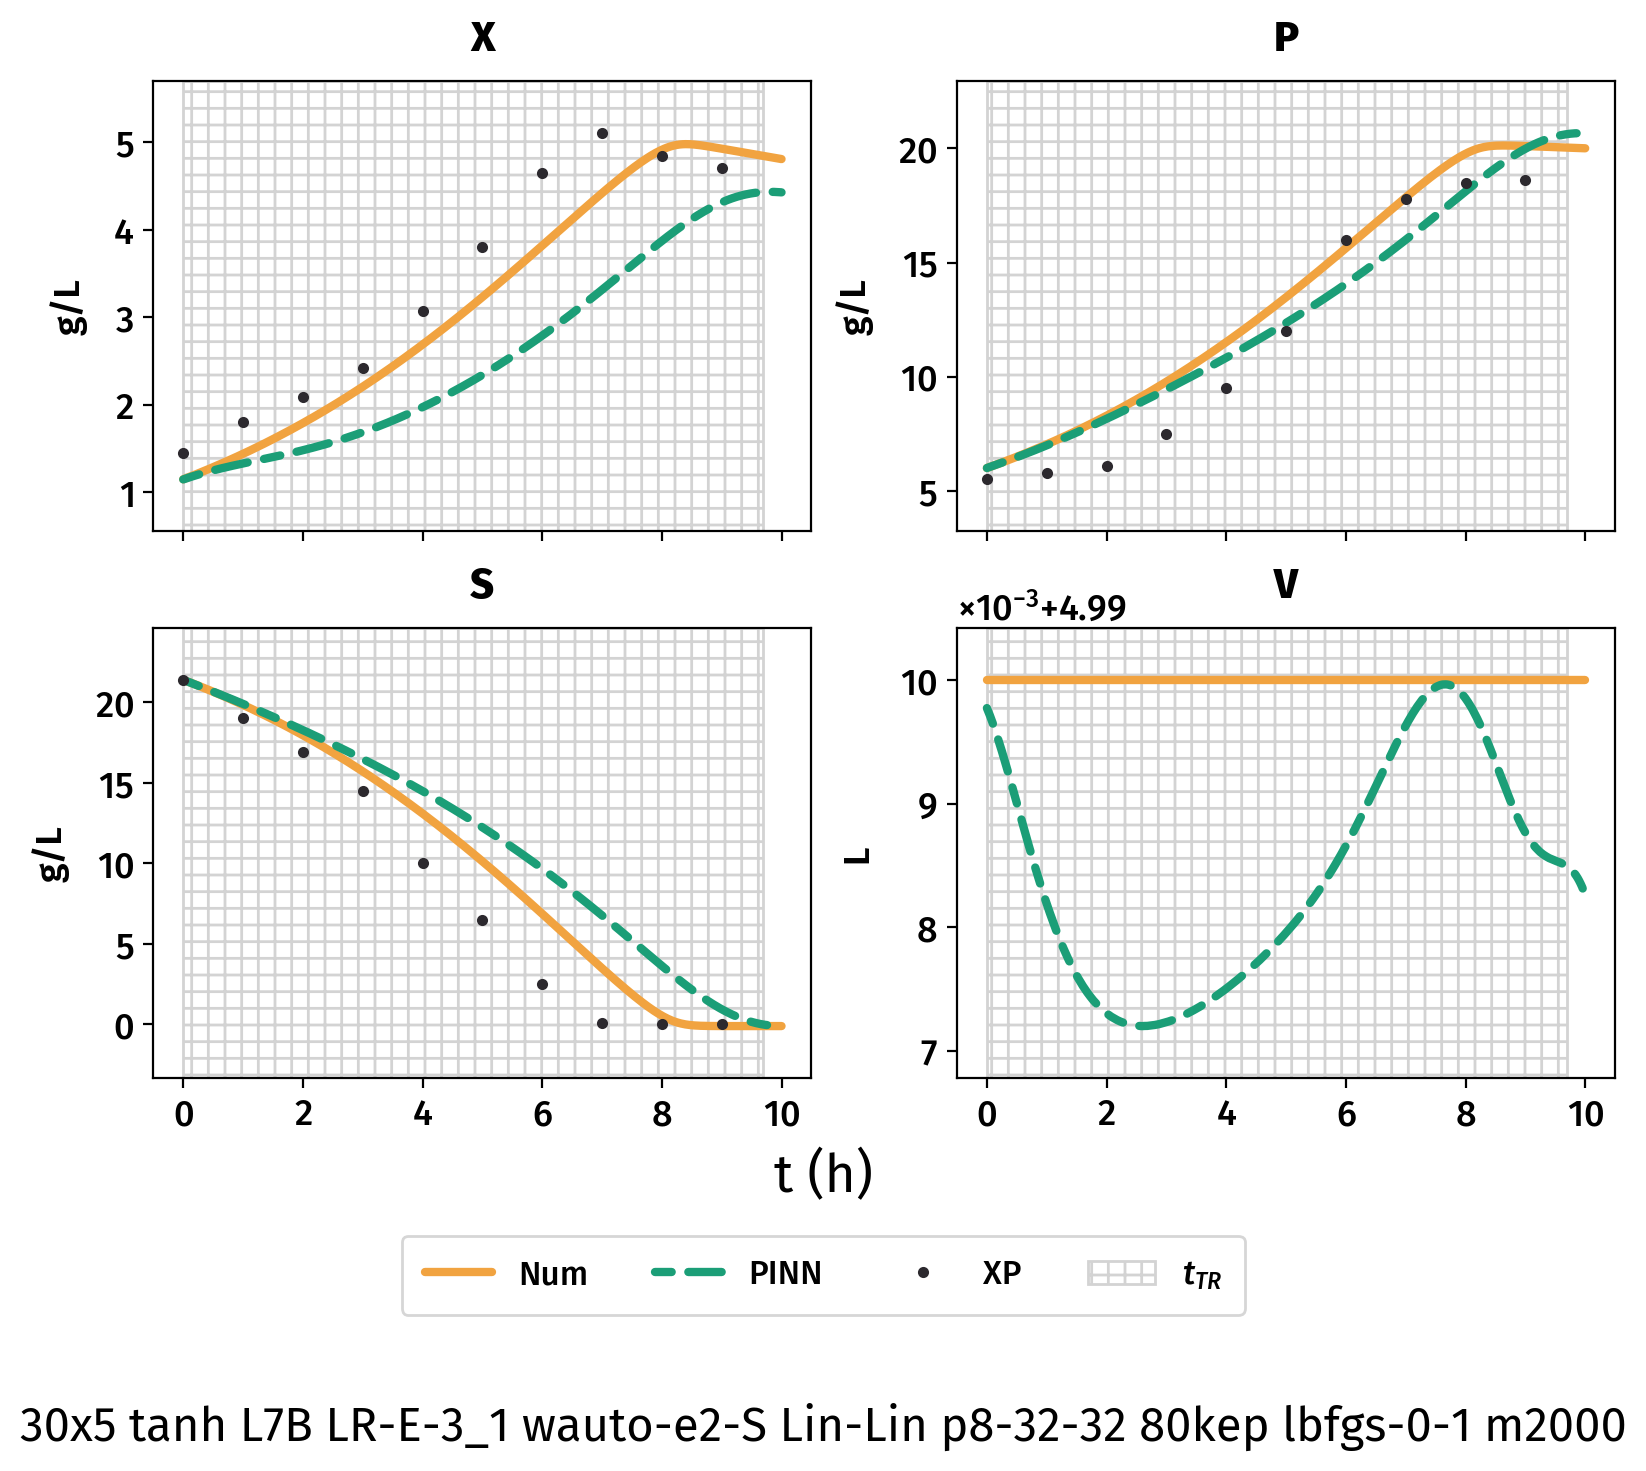 X
P
5
4
3
2
1
g/L
20
15
10
5
g/L
S
V
×10⁻³+4.99
20
15
10
5
0
g/L
10
9
8
7
L
0 2 4 6 8 10
0 2 4 6 8 10
t (h)
Num PINN XP t_TR
30x5 tanh L7B LR-E-3_1 wauto-e2-S Lin-Lin p8-32-32 80kep lbfgs-0-1 m2000